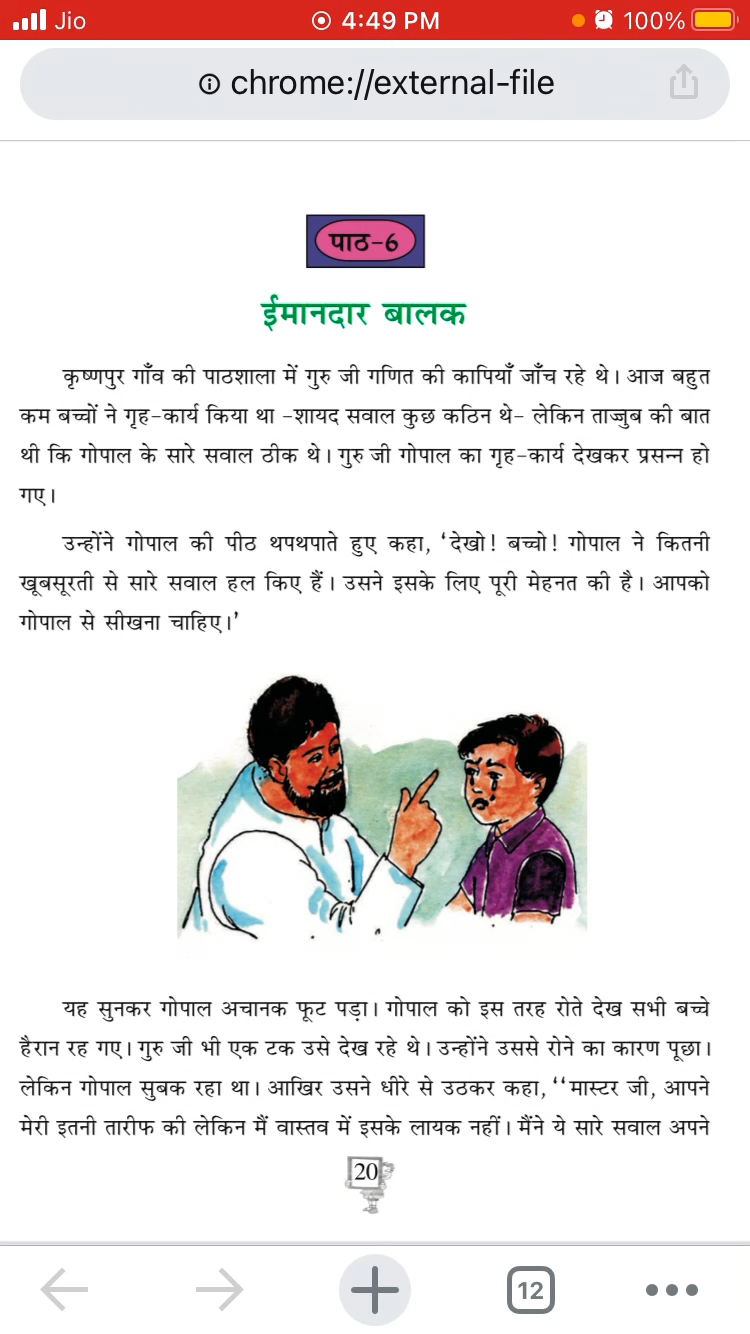 Jio
4:49 PM
100%
chrome://external-file
पाठ-6
ईमानदार बालक
कृष्णपुर गाँव की पाठशाला में गुरु जी गणित की कापियाँ जाँच रहे थे। आज बहुत
कम बच्चों ने गृह-कार्य किया था -शायद सवाल कुछ कठिन थे- लेकिन ताज्जुब की बात
थी कि गोपाल के सारे सवाल ठीक थे। गुरु जी गोपाल का गृह-कार्य देखकर प्रसन्न हो
गए।
उन्होंने गोपाल की पीठ थपथपाते हुए कहा, ‘देखो! बच्चो! गोपाल ने कितनी
खूबसूरती से सारे सवाल हल किए हैं। उसने इसके लिए पूरी मेहनत की है। आपको
गोपाल से सीखना चाहिए।’
यह सुनकर गोपाल अचानक फूट पड़ा। गोपाल को इस तरह रोते देख सभी बच्चे
हैरान रह गए। गुरु जी भी एक टक उसे देख रहे थे। उन्होंने उससे रोने का कारण पूछा।
लेकिन गोपाल सुबक रहा था। आखिर उसने धीरे से उठकर कहा, ‘‘मास्टर जी, आपने
मेरी इतनी तारीफ की लेकिन मैं वास्तव में इसके लायक नहीं। मैंने ये सारे सवाल अपने
20
12